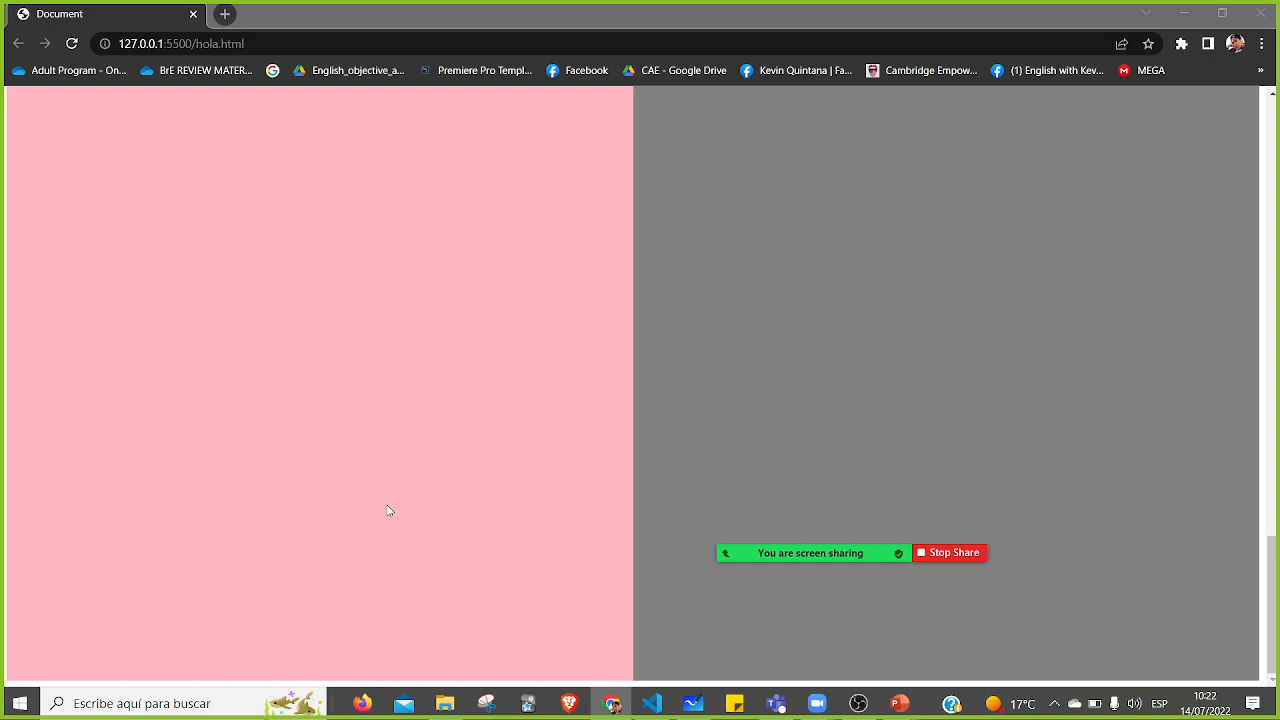 Document
127.0.0.1:5500/hola.html
Adult Program - On...
BrE REVIEW MATER...
English_objective_a...
Premiere Pro Templ...
Facebook
CAE - Google Drive
Kevin Quintana | Fa...
Cambridge Empow...
(1) English with Kev...
MEGA
»
You are screen sharing
Stop Share
Escribe aquí para buscar
17°C
ESP
10:22
14/07/2022